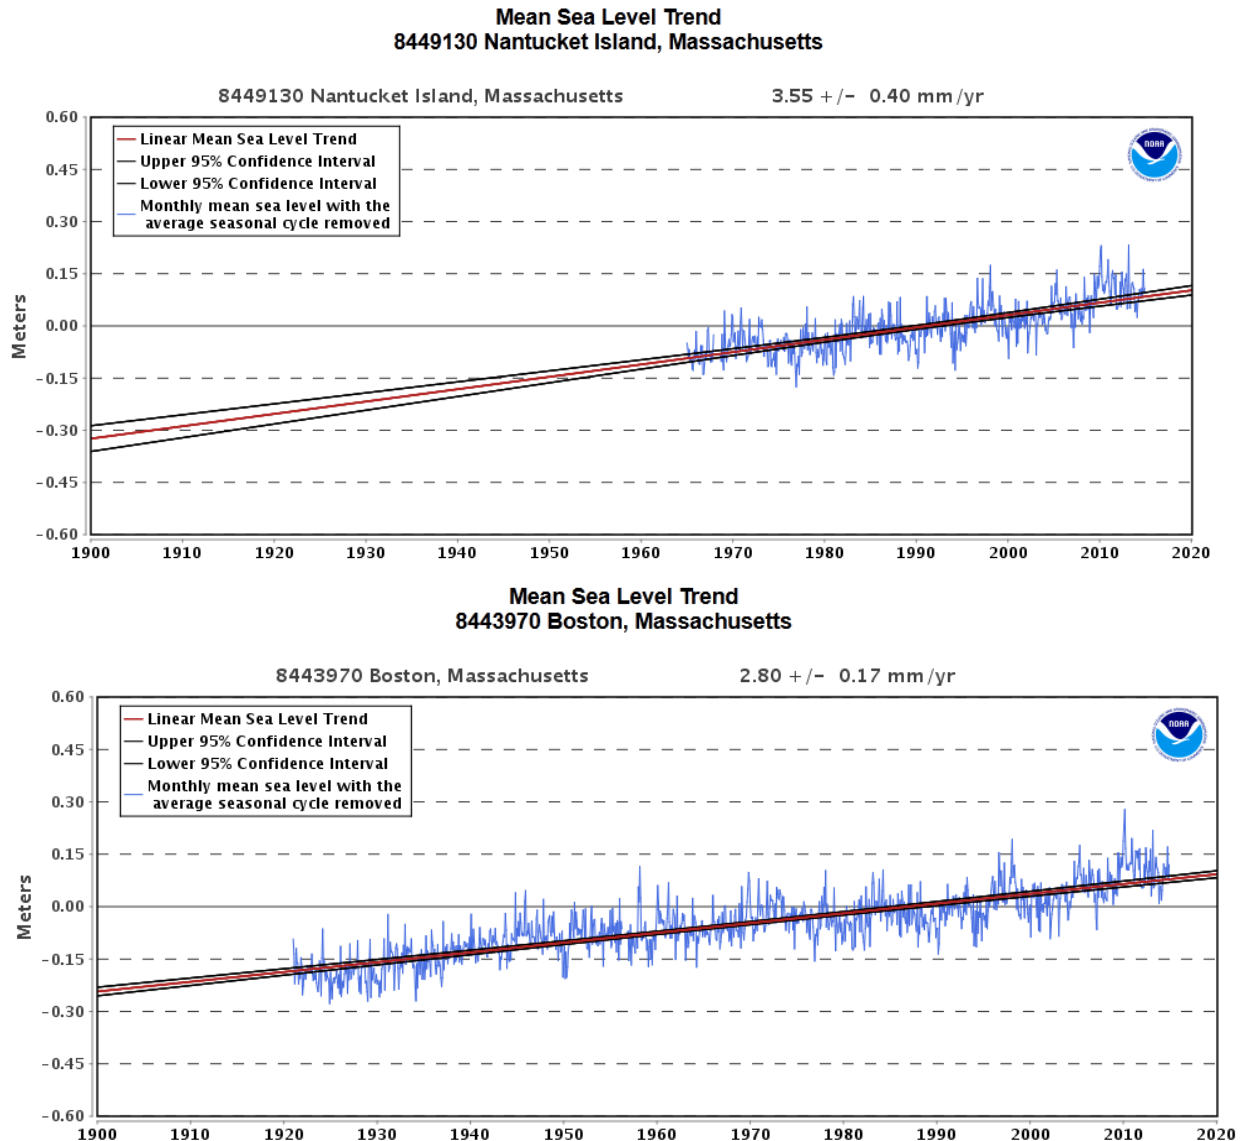 Mean Sea Level Trend
8449130 Nantucket Island, Massachusetts
8449130 Nantucket Island, Massachusetts 3.55 +/- 0.40 mm/yr
0.60
Linear Mean Sea Level Trend
Upper 95% Confidence Interval
Lower 95% Confidence Interval
Monthly mean sea level with the
average seasonal cycle removed
NOAA
0.45
0.30
0.15
0.00
-0.15
-0.30
-0.45
-0.60
Meters
1900 1910 1920 1930 1940 1950 1960 1970 1980 1990 2000 2010 2020
Mean Sea Level Trend
8443970 Boston, Massachusetts
8443970 Boston, Massachusetts 2.80 +/- 0.17 mm/yr
0.60
Linear Mean Sea Level Trend
Upper 95% Confidence Interval
Lower 95% Confidence Interval
Monthly mean sea level with the
average seasonal cycle removed
NOAA
0.45
0.30
0.15
0.00
-0.15
-0.30
-0.45
-0.60
Meters
1900 1910 1920 1930 1940 1950 1960 1970 1980 1990 2000 2010 2020